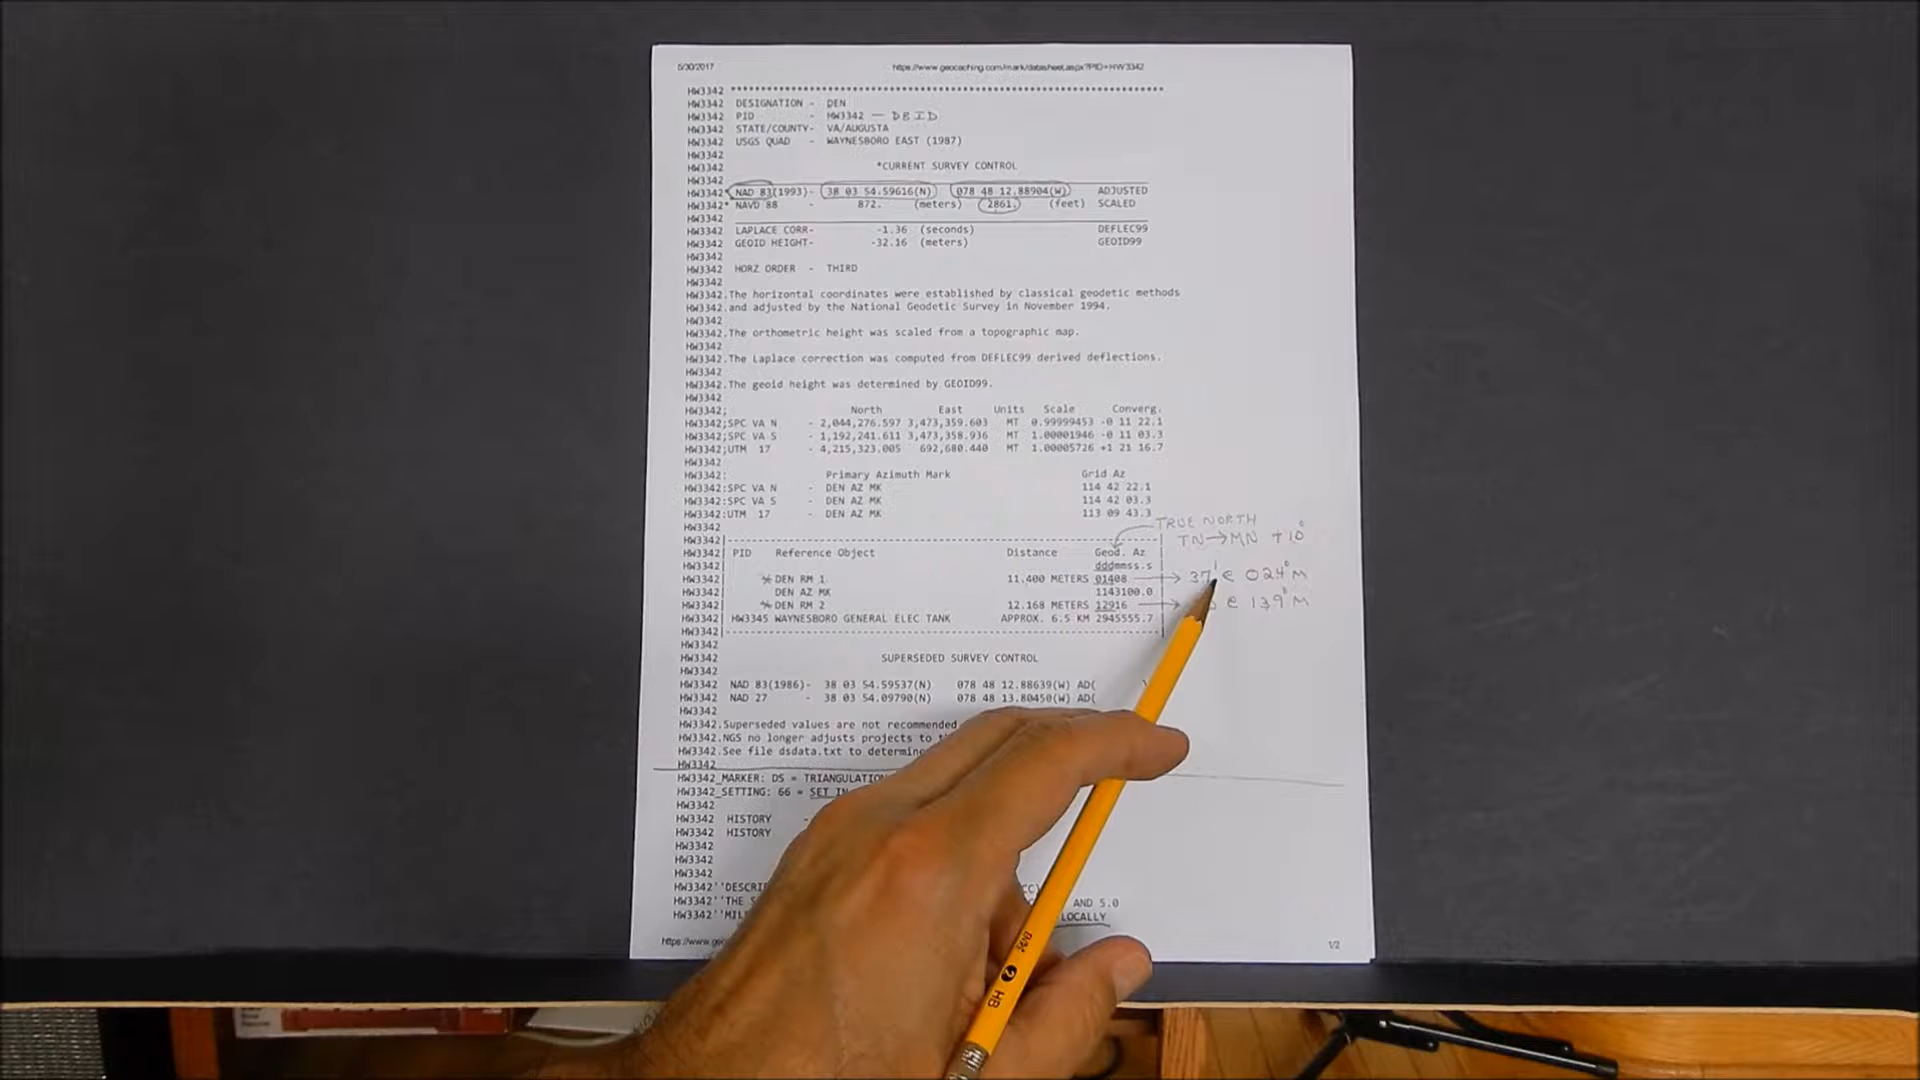 6/30/2017 https://www.geocaching.com/mark/datasheet.aspx?PID=HW3342
HW3342 ***********************************************************************
HW3342 DESIGNATION - DEN
HW3342 PID - HW3342 — DBID
HW3342 STATE/COUNTY- VA/AUGUSTA
HW3342 USGS QUAD - WAYNESBORO EAST (1987)
HW3342
HW3342 *CURRENT SURVEY CONTROL
HW3342
HW3342* NAD 83(1993)- 38 03 54.59616(N) 078 48 12.88904(W) ADJUSTED
HW3342* NAVD 88 - 872. (meters) 2861. (feet) SCALED
HW3342
HW3342 LAPLACE CORR- -1.36 (seconds) DEFLEC99
HW3342 GEOID HEIGHT- -32.16 (meters) GEOID99
HW3342
HW3342 HORZ ORDER - THIRD
HW3342
HW3342.The horizontal coordinates were established by classical geodetic methods
HW3342.and adjusted by the National Geodetic Survey in November 1994.
HW3342
HW3342.The orthometric height was scaled from a topographic map.
HW3342
HW3342.The Laplace correction was computed from DEFLEC99 derived deflections.
HW3342
HW3342.The geoid height was determined by GEOID99.
HW3342
HW3342; North East Units Scale Converg.
HW3342;SPC VA N - 2,044,276.597 3,473,359.603 MT 0.99999453 -0 11 22.1
HW3342;SPC VA S - 1,192,241.611 3,473,358.936 MT 1.00001946 -0 11 03.3
HW3342;UTM 17 - 4,215,323.005 692,680.440 MT 1.00005726 +1 21 16.7
HW3342
HW3342: Primary Azimuth Mark Grid Az
HW3342:SPC VA N - DEN AZ MK 114 42 22.1
HW3342:SPC VA S - DEN AZ MK 114 42 03.3
HW3342:UTM 17 - DEN AZ MK 113 09 43.3
TRUE NORTH
HW3342|---------------------------------------------------------------------|
TN→MN +10°
HW3342| PID Reference Object Distance Geod. Az |
HW3342| dddmmss.s |
HW3342| DEN RM 1 11.400 METERS 01408 → 37' @ 024° M
HW3342| DEN AZ MK 1143100.0 |
HW3342| DEN RM 2 12.168 METERS 12916 → @ 139° M
HW3342| HW3345 WAYNESBORO GENERAL ELEC TANK APPROX. 6.5 KM 2945555.7 |
HW3342|---------------------------------------------------------------------|
HW3342
HW3342 SUPERSEDED SURVEY CONTROL
HW3342
HW3342 NAD 83(1986)- 38 03 54.59537(N) 078 48 12.88639(W) AD(
HW3342 NAD 27 - 38 03 54.09790(N) 078 48 13.80450(W) AD(
HW3342
HW3342.Superseded values are not recommended
HW3342.NGS no longer adjusts projects to
HW3342.See file dsdata.txt to determine
HW3342
HW3342_MARKER: DS = TRIANGULATION
HW3342_SETTING: 66 = SET IN
HW3342
HW3342 HISTORY -
HW3342 HISTORY
HW3342
HW3342
HW3342
HW3342''DESCRI
HW3342''THE AND 5.0
HW3342''MIL LOCALLY
https://www.geo 1/2
2 HB